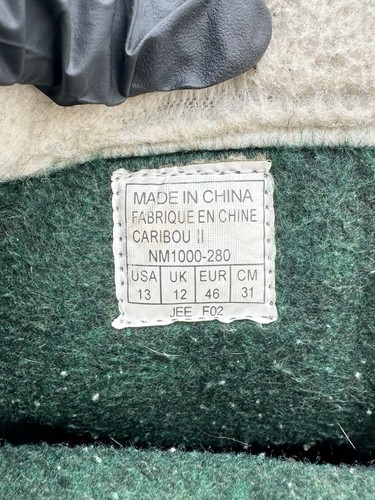 MADE IN CHINA
FABRIQUE EN CHINE
CARIBOU II
NM1000-280
USA UK EUR CM
13 12 46 31
JEE F02